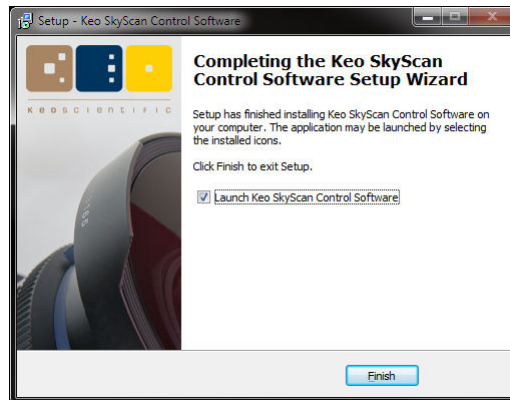 Setup - Keo SkyScan Control Software
Completing the Keo SkyScan
Control Software Setup Wizard
keoscientific
Setup has finished installing Keo SkyScan Control Software on
your computer. The application may be launched by selecting
the installed icons.
Click Finish to exit Setup.
Launch Keo SkyScan Control Software
Finish